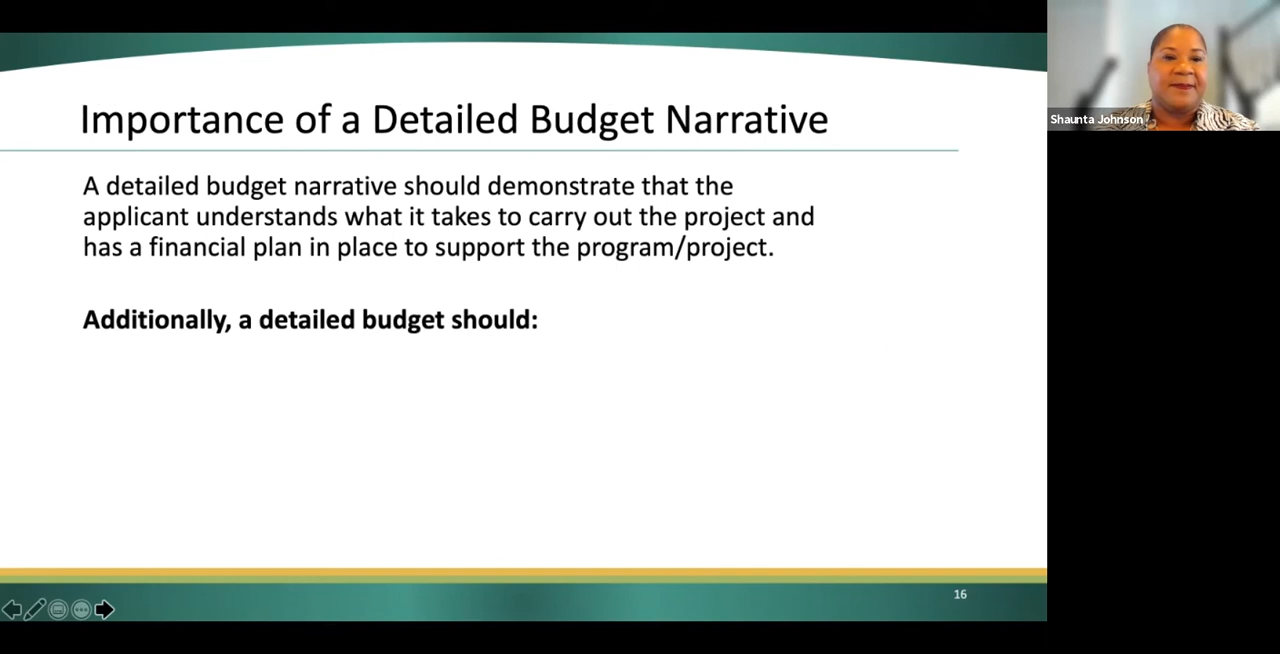 Importance of a Detailed Budget Narrative
A detailed budget narrative should demonstrate that the
applicant understands what it takes to carry out the project and
has a financial plan in place to support the program/project.
Additionally, a detailed budget should:
16
Shaunta Johnson